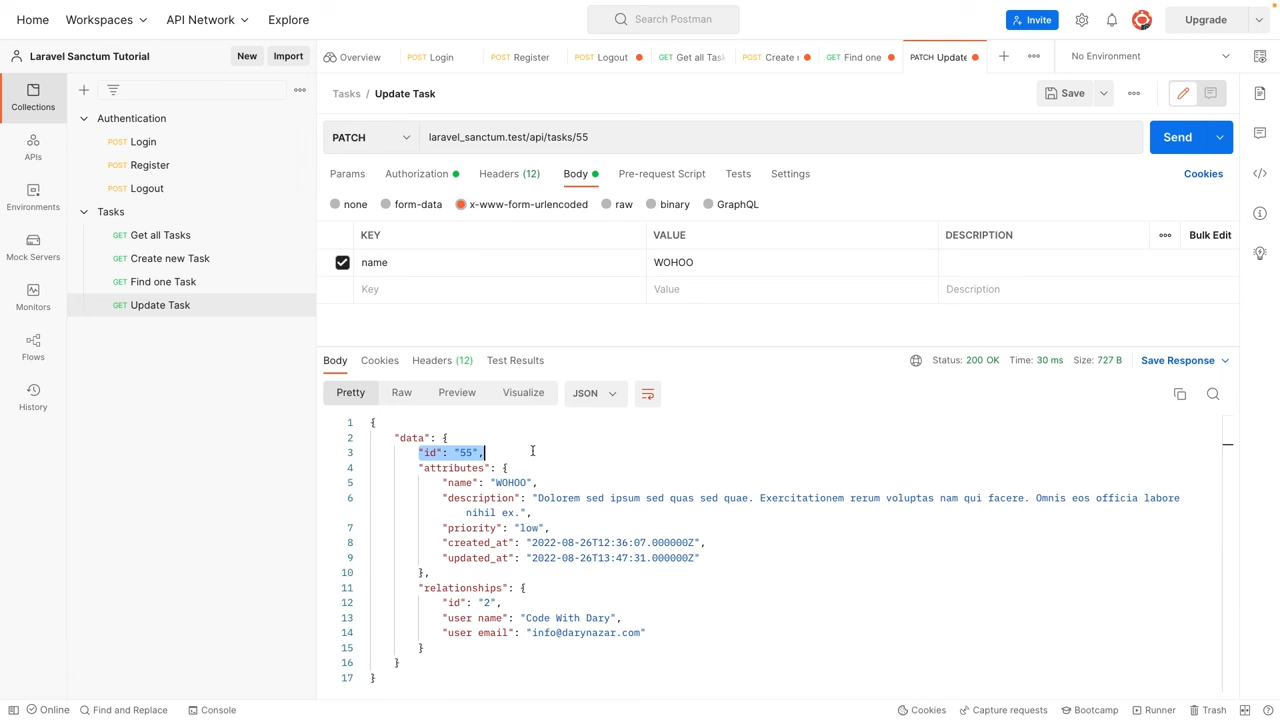 Home Workspaces API Network Explore Search Postman Invite Upgrade
Laravel Sanctum Tutorial New Import Overview POST Login POST Register POST Logout GET Get all Tas POST Create GET Find one PATCH Update No Environment
Collections
APIs
Environments
Mock Servers
Monitors
Flows
History
Authentication
POST Login
POST Register
POST Logout
Tasks
GET Get all Tasks
GET Create new Task
GET Find one Task
GET Update Task
Tasks / Update Task Save
PATCH laravel_sanctum.test/api/tasks/55 Send
Params Authorization Headers (12) Body Pre-request Script Tests Settings Cookies
none form-data x-www-form-urlencoded raw binary GraphQL
KEY VALUE DESCRIPTION Bulk Edit
name WOHOO
Key Value Description
Body Cookies Headers (12) Test Results Status: 200 OK Time: 30 ms Size: 727 B Save Response
Pretty Raw Preview Visualize JSON
1 {
2 "data": {
3 "id": "55",
4 "attributes": {
5 "name": "WOHOO",
6 "description": "Dolorem sed ipsum sed quas sed quae. Exercitationem rerum voluptas nam qui facere. Omnis eos officia labore
nihil ex.",
7 "priority": "low",
8 "created_at": "2022-08-26T12:36:07.000000Z",
9 "updated_at": "2022-08-26T13:47:31.000000Z"
10 },
11 "relationships": {
12 "id": "2",
13 "user name": "Code With Dary",
14 "user email": "info@darynazar.com"
15 }
16 }
17 }
Online Find and Replace Console Cookies Capture requests Bootcamp Runner Trash